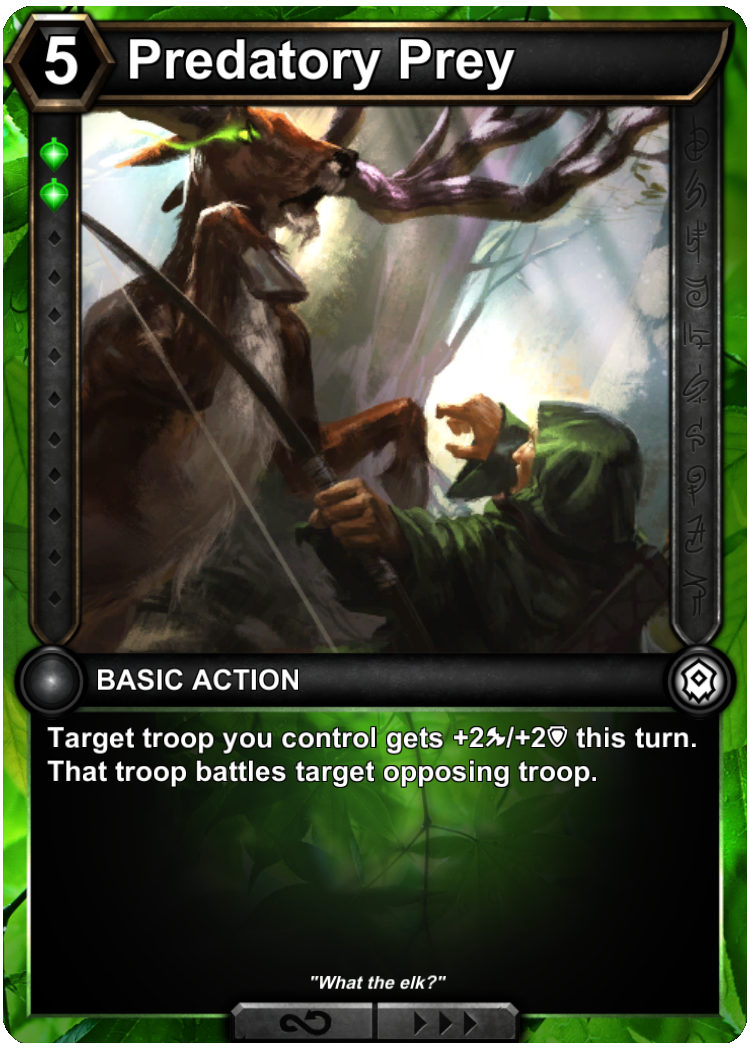 5 Predatory Prey
BASIC ACTION
Target troop you control gets +2/+2 this turn.
That troop battles target opposing troop.
"What the elk?"